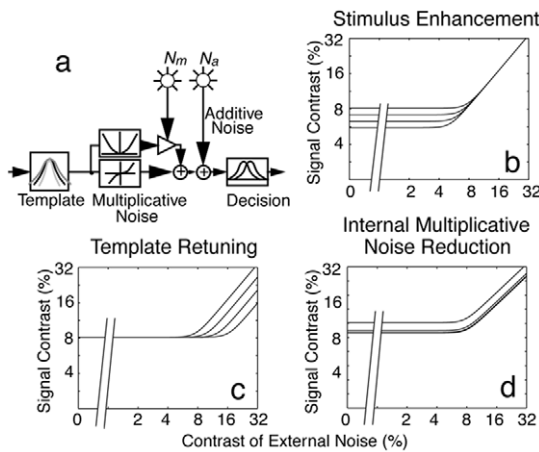 a
Nm
Na
Additive
Noise
Template
Multiplicative
Noise
Decision
Stimulus Enhancement
Signal Contrast (%)
32
16
8
4
0
2
4
8
16
32
b
Template Retuning
Signal Contrast (%)
32
16
8
4
0
2
4
8
16
32
c
Internal Multiplicative
Noise Reduction
Signal Contrast (%)
32
16
8
4
0
2
4
8
16
32
d
Contrast of External Noise (%)